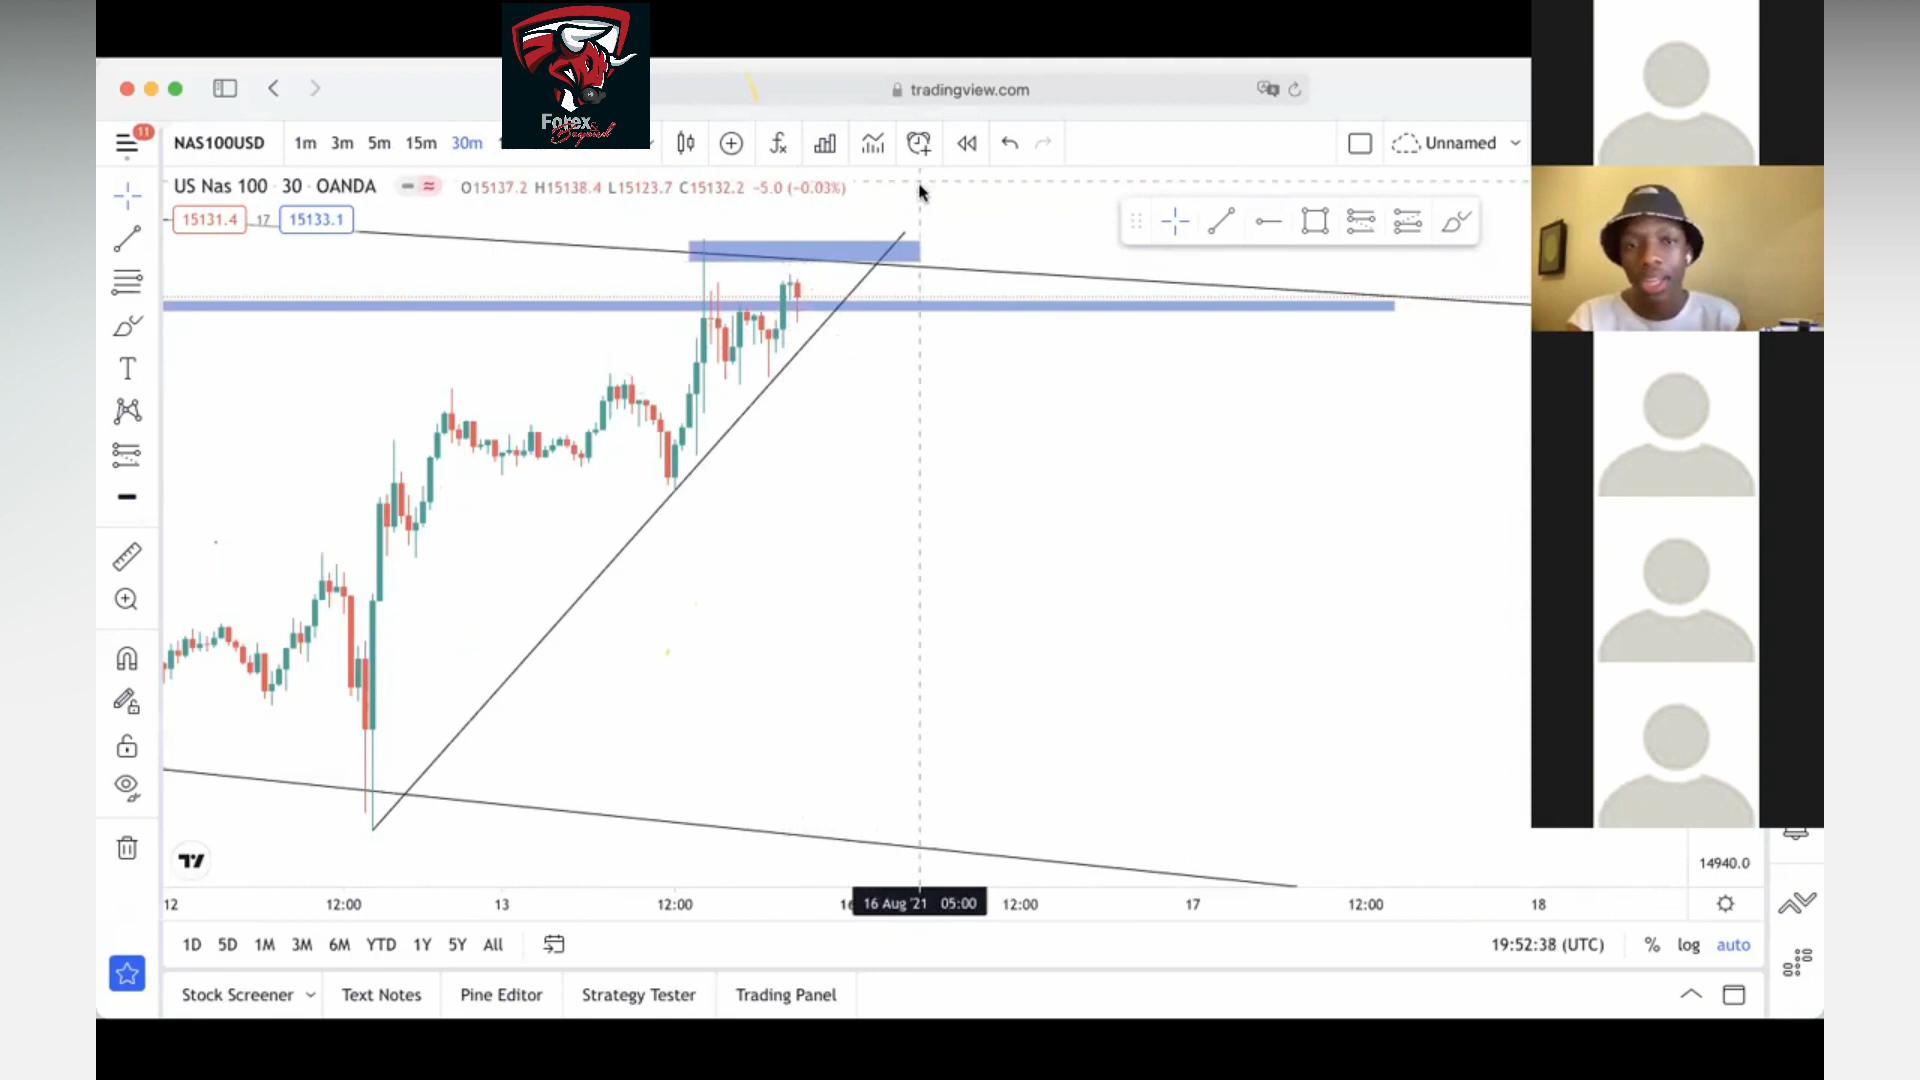 Forex
Beyond
tradingview.com
11
NAS100USD 1m 3m 5m 15m 30m
Unnamed
US Nas 100 · 30 · OANDA O15137.2 H15138.4 L15123.7 C15132.2 −5.0 (−0.03%)
15131.4 17 15133.1
14940.0
12 12:00 13 12:00 16 Aug '21 05:00 12:00 17 12:00 18
1D 5D 1M 3M 6M YTD 1Y 5Y All 19:52:38 (UTC) % log auto
Stock Screener Text Notes Pine Editor Strategy Tester Trading Panel